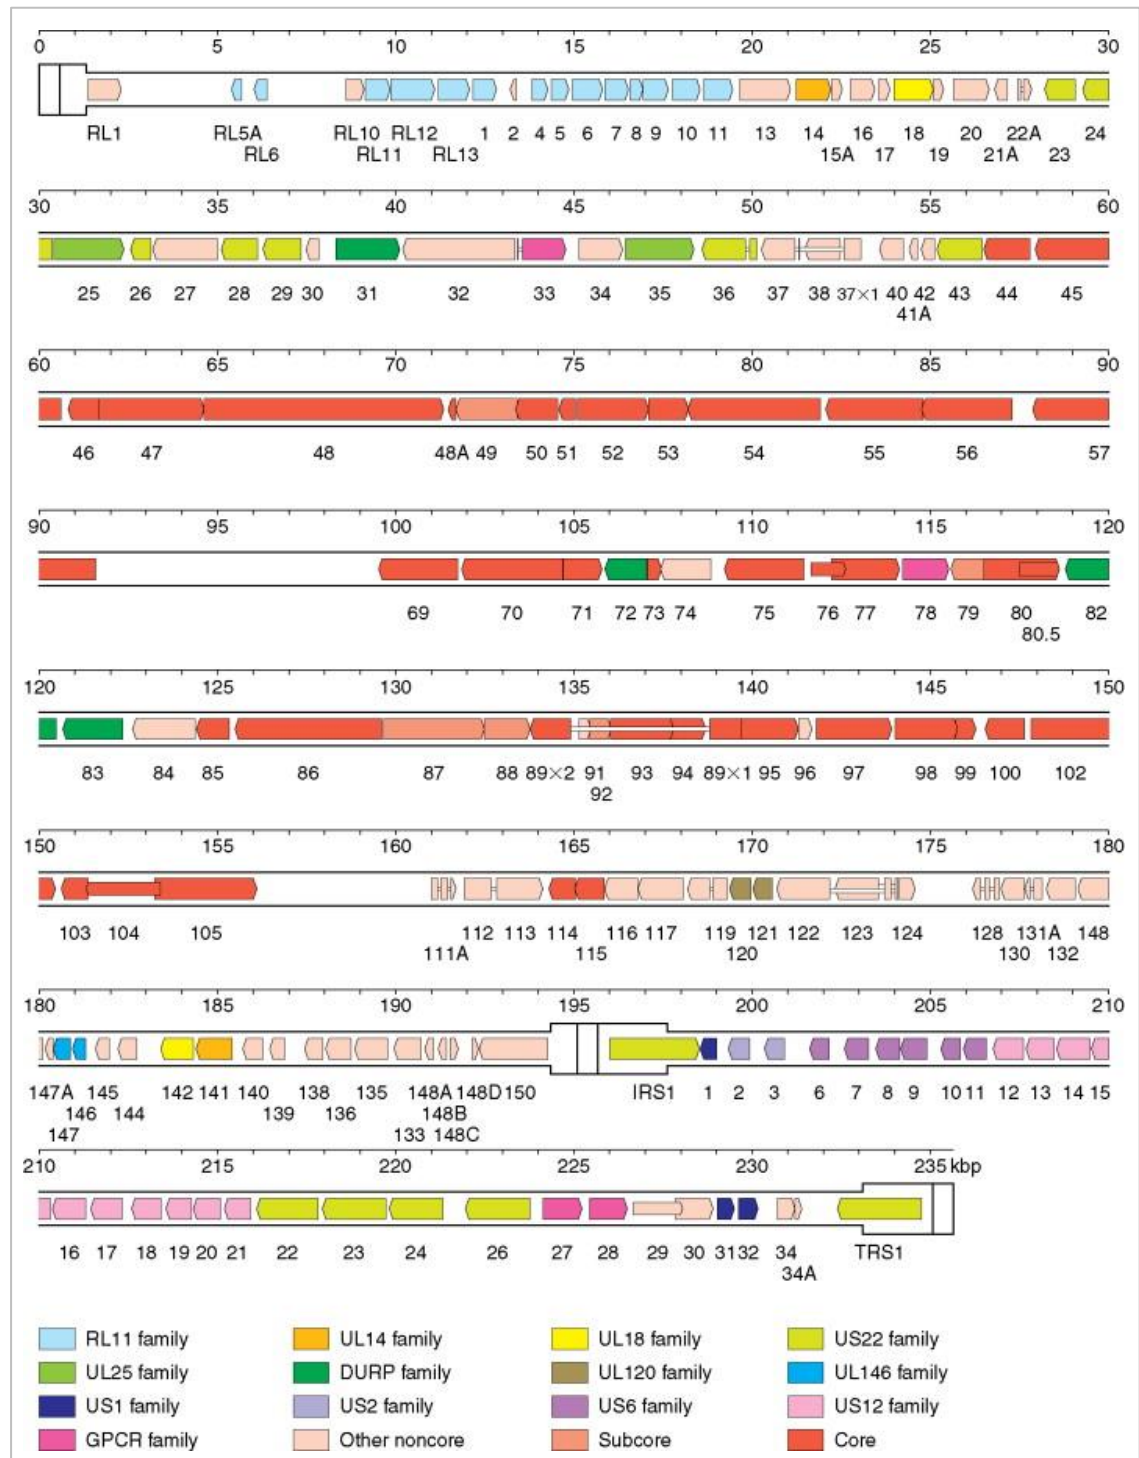 0 5 10 15 20 25 30
RL1 RL5A RL10 RL12 1 2 4 5 6 7 8 9 10 11 13 14 16 18 20 22A 24
RL6 RL11 RL13 15A 17 19 21A 23
30 35 40 45 50 55 60
25 26 27 28 29 30 31 32 33 34 35 36 37 38 37×1 40 42 43 44 45
41A
60 65 70 75 80 85 90
46 47 48 48A 49 50 51 52 53 54 55 56 57
90 95 100 105 110 115 120
69 70 71 72 73 74 75 76 77 78 79 80 82
80.5
120 125 130 135 140 145 150
83 84 85 86 87 88 89×2 91 93 94 89×1 95 96 97 98 99 100 102
92
150 155 160 165 170 175 180
103 104 105 112 113 114 116 117 119 121 122 123 124 128 131A 148
111A 115 120 130 132
180 185 190 195 200 205 210
147A 145 142 141 140 138 135 148A 148D 150 IRS1 1 2 3 6 7 8 9 10 11 12 13 14 15
146 144 139 136 148B
147 133 148C
210 215 220 225 230 235 kbp
16 17 18 19 20 21 22 23 24 26 27 28 29 30 31 32 34 TRS1
34A
RL11 family UL14 family UL18 family US22 family
UL25 family DURP family UL120 family UL146 family
US1 family US2 family US6 family US12 family
GPCR family Other noncore Subcore Core